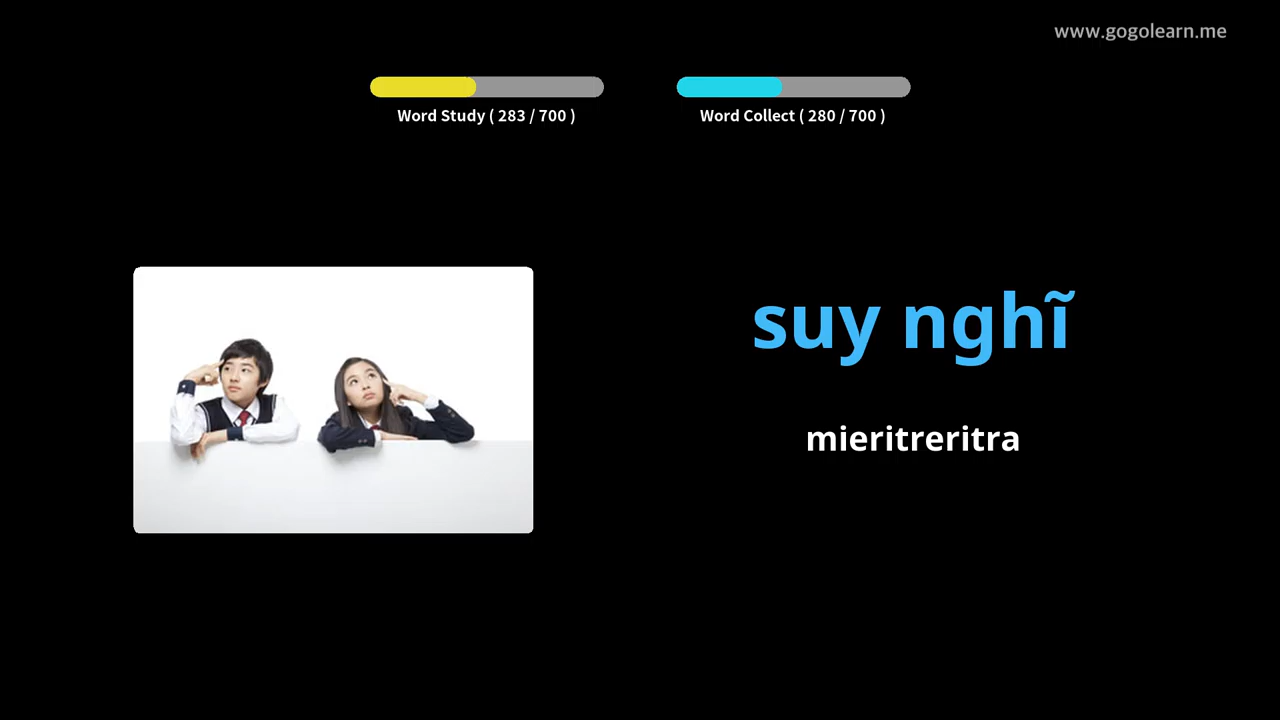 www.gogolearn.me
Word Study ( 283 / 700 )
Word Collect ( 280 / 700 )
suy nghĩ
mieritreritra